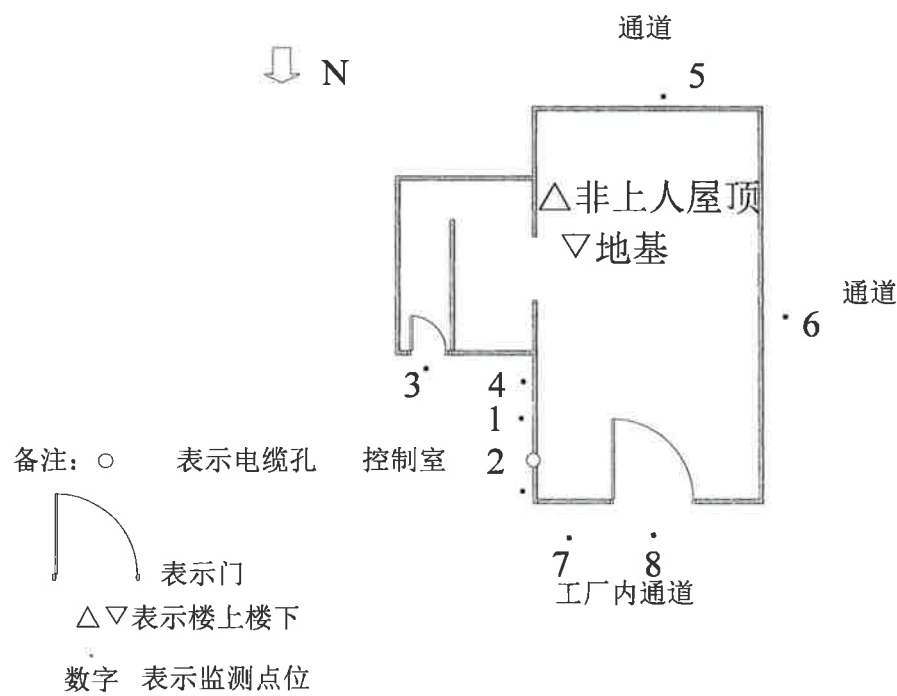 通道
N
5
△非上人屋顶
▽地基
通道
6
3
4
1
备注：○ 表示电缆孔 控制室 2
7 8
表示门
工厂内通道
△▽表示楼上楼下
数字 表示监测点位